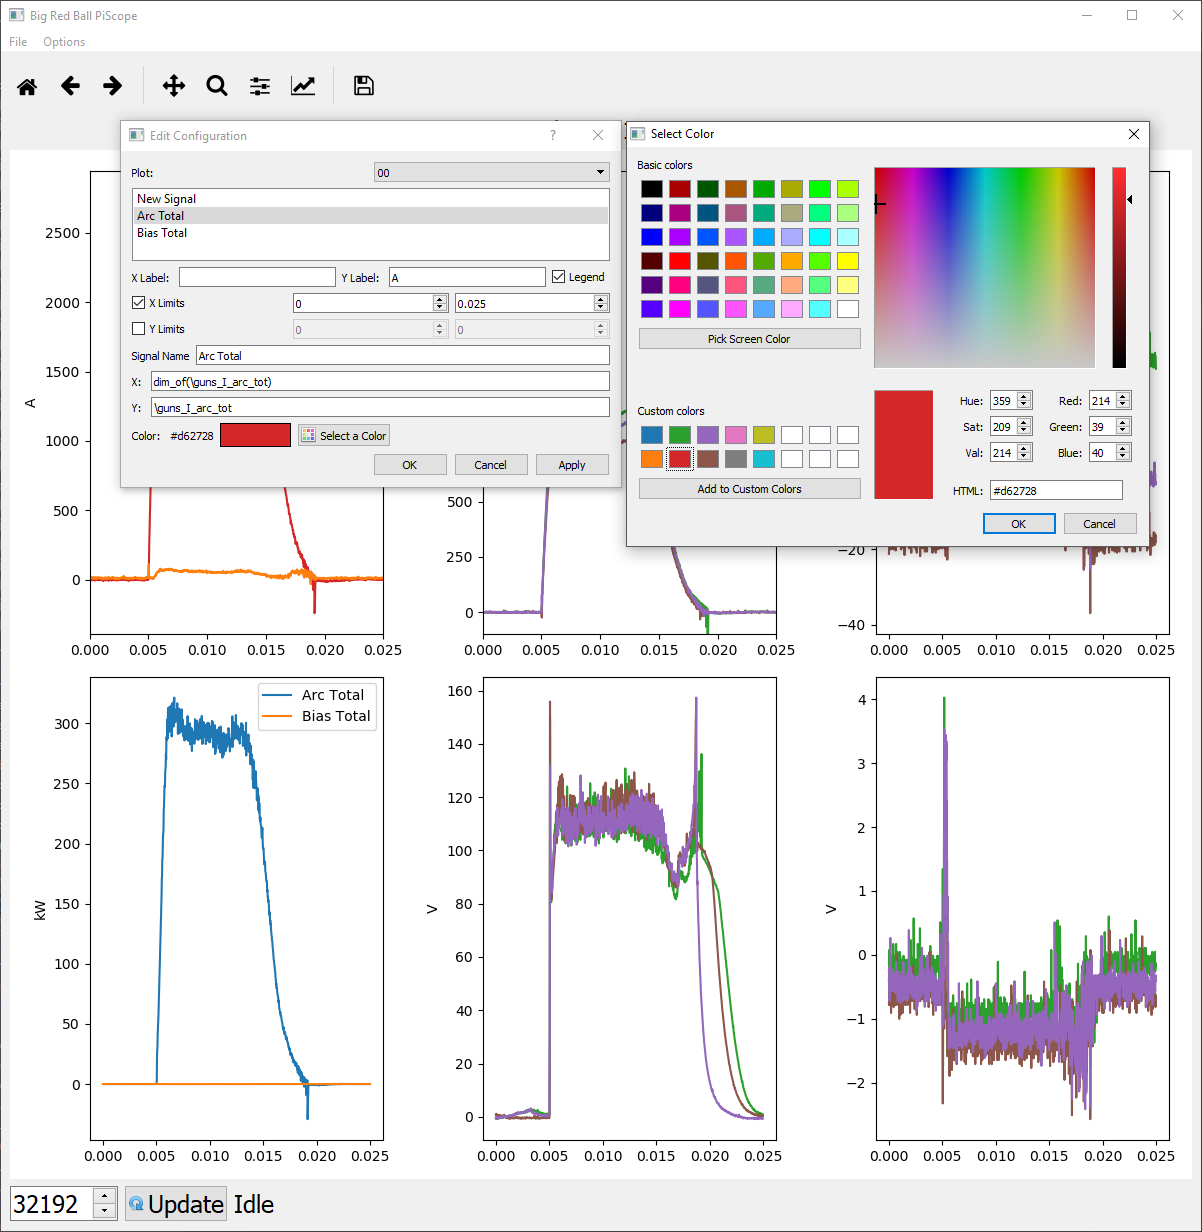 Big Red Ball PiScope
File Options
Edit Configuration ?
Plot: 00
New Signal
Arc Total
Bias Total
X Label: Y Label: A Legend
X Limits 0 0.025
Y Limits 0 0
Signal Name Arc Total
X: dim_of(\guns_I_arc_tot)
Y: \guns_I_arc_tot
Color: #d62728 Select a Color
OK Cancel Apply
Select Color
Basic colors
Pick Screen Color
Custom colors
Add to Custom Colors
Hue: 359 Red: 214
Sat: 209 Green: 39
Val: 214 Blue: 40
HTML: #d62728
OK Cancel
2500
2000
1500
1000
500
0
A
0.000 0.005 0.010 0.015 0.020 0.025
500
250
0
0.000 0.005 0.010 0.015 0.020 0.025
−20
−40
0.000 0.005 0.010 0.015 0.020 0.025
Arc Total
Bias Total
300
250
200
150
100
50
0
kW
0.000 0.005 0.010 0.015 0.020 0.025
160
140
120
100
80
60
40
20
0
V
0.000 0.005 0.010 0.015 0.020 0.025
4
3
2
1
0
−1
−2
V
0.000 0.005 0.010 0.015 0.020 0.025
32192 Update Idle